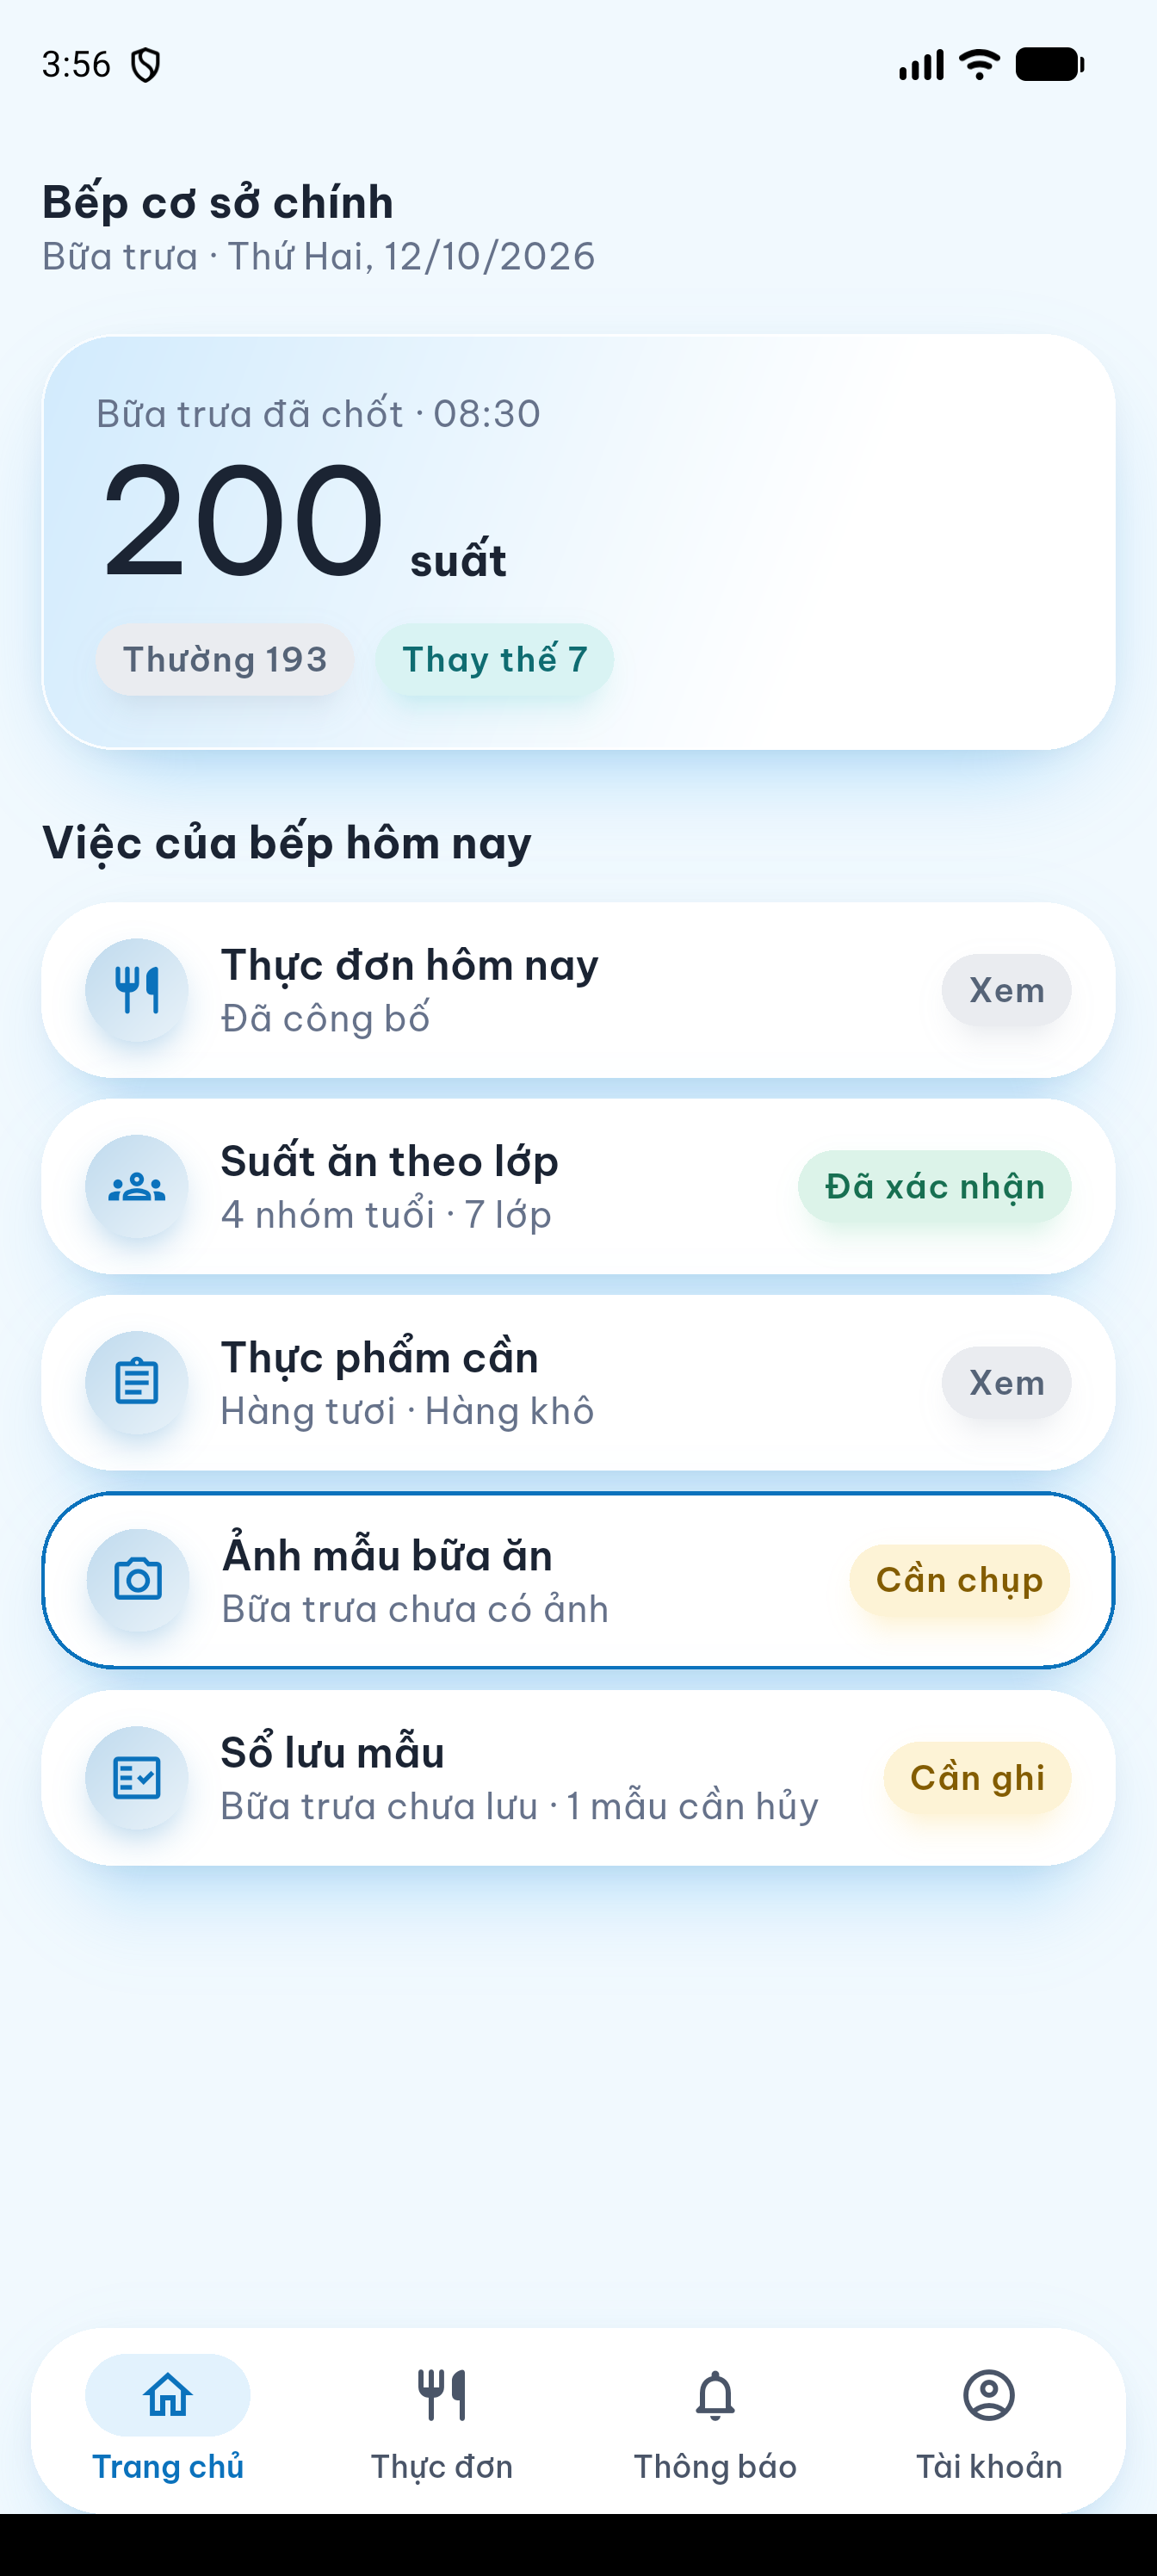 3:56
Bếp cơ sở chính
Bữa trưa · Thứ Hai, 12/10/2026
Bữa trưa đã chốt · 08:30
200 suất
Thường 193
Thay thế 7
Việc của bếp hôm nay
Thực đơn hôm nay
Đã công bố
Xem
Suất ăn theo lớp
4 nhóm tuổi · 7 lớp
Đã xác nhận
Thực phẩm cần
Hàng tươi · Hàng khô
Xem
Ảnh mẫu bữa ăn
Bữa trưa chưa có ảnh
Cần chụp
Sổ lưu mẫu
Bữa trưa chưa lưu · 1 mẫu cần hủy
Cần ghi
Trang chủ
Thực đơn
Thông báo
Tài khoản